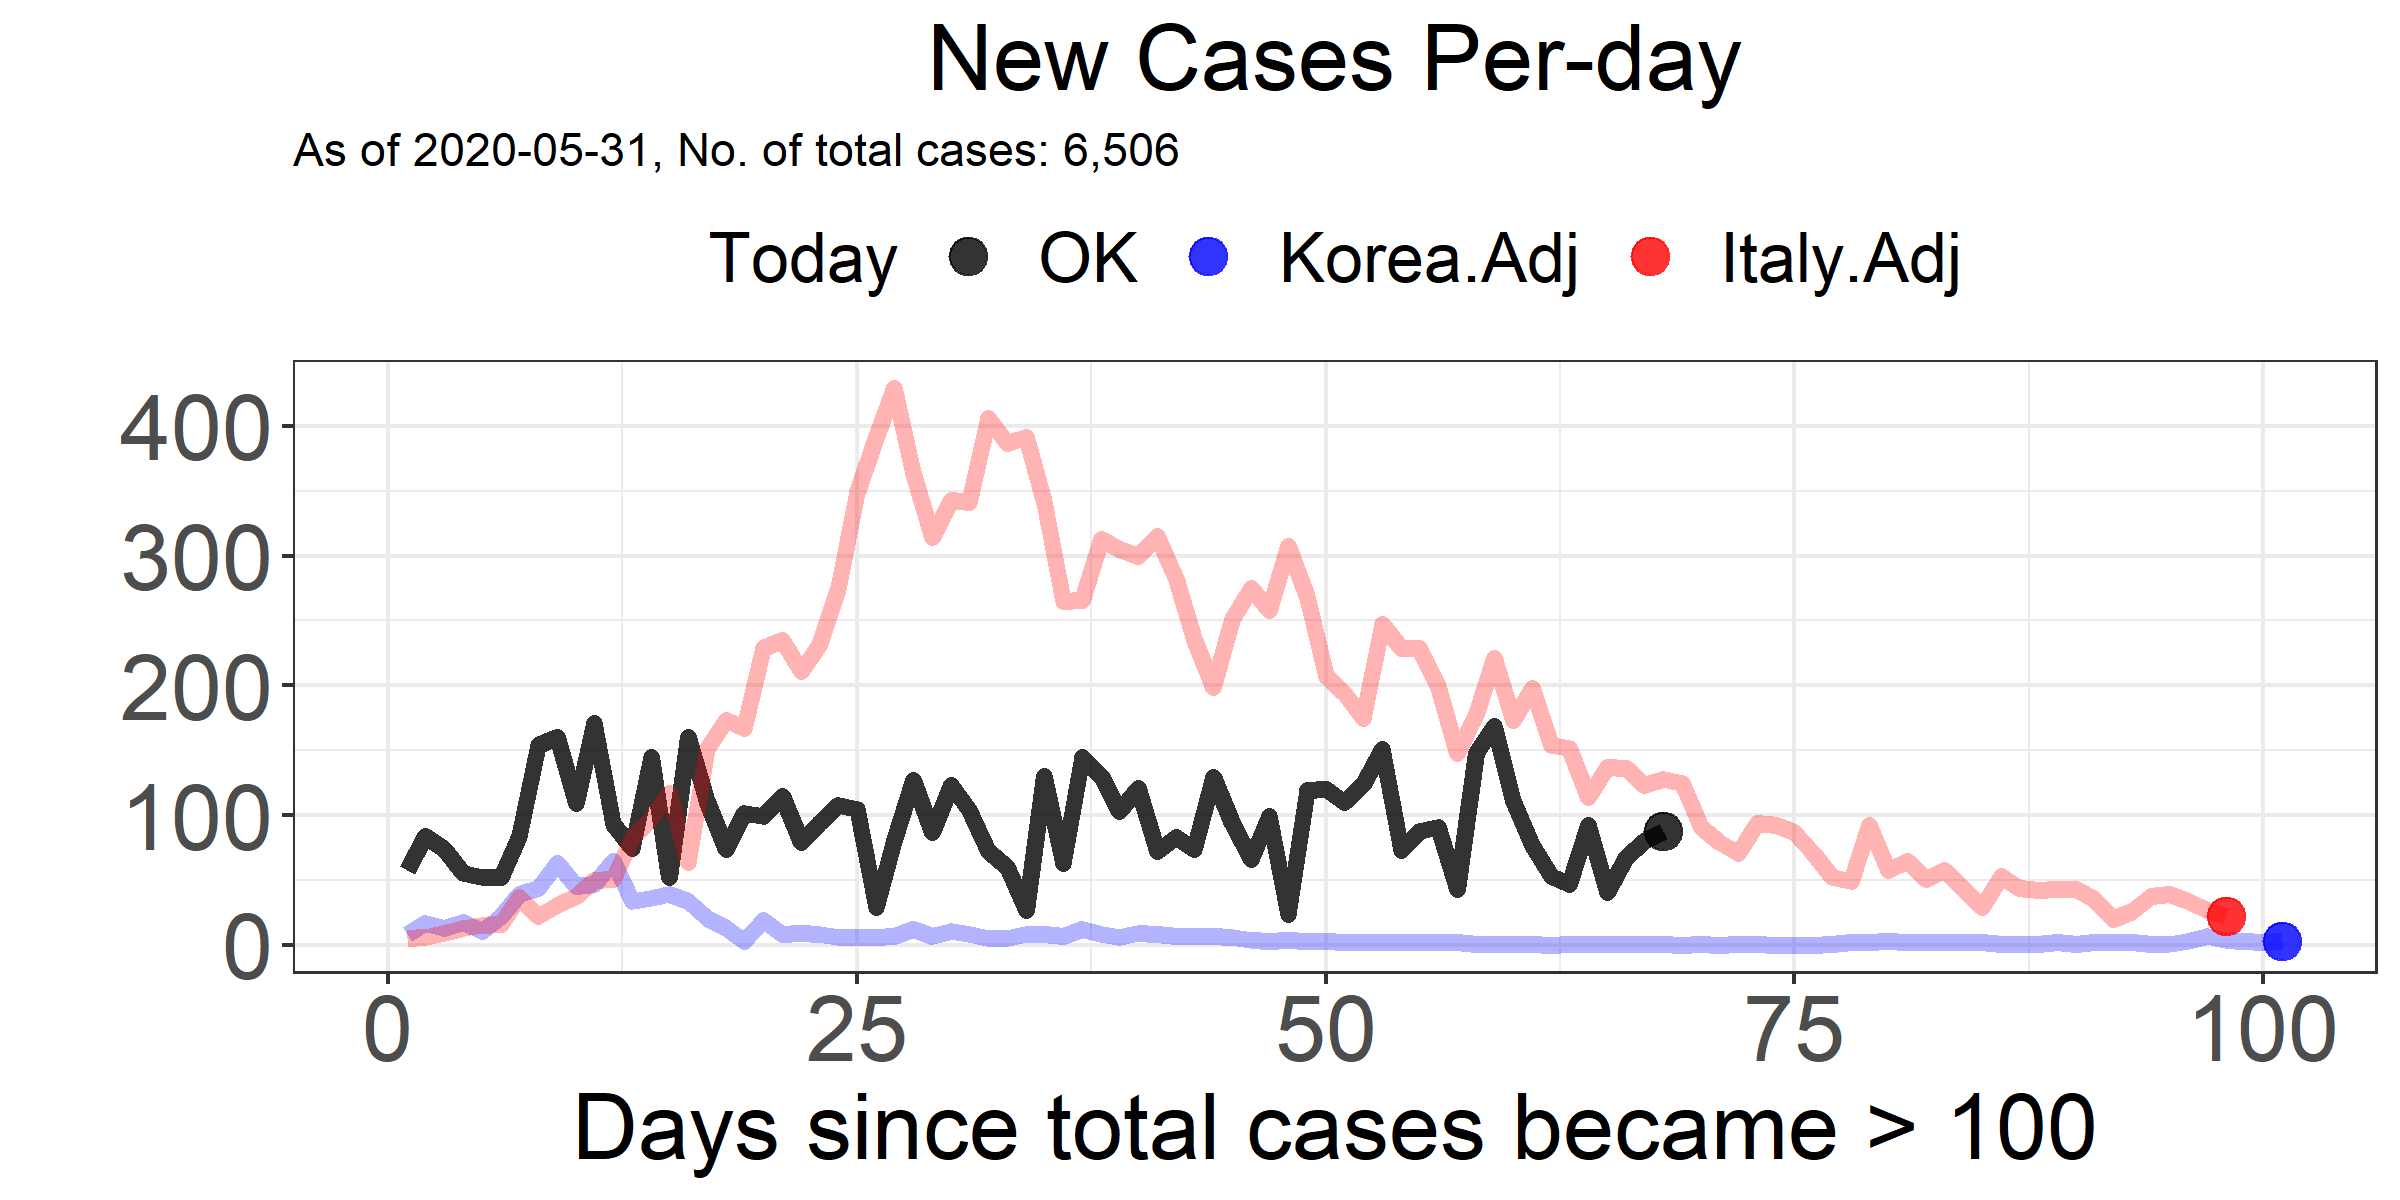 New Cases Per-day
As of 2020-05-31, No. of total cases: 6,506
Today OK Korea.Adj Italy.Adj
400
300
200
100
0
0 25 50 75 100
Days since total cases became > 100